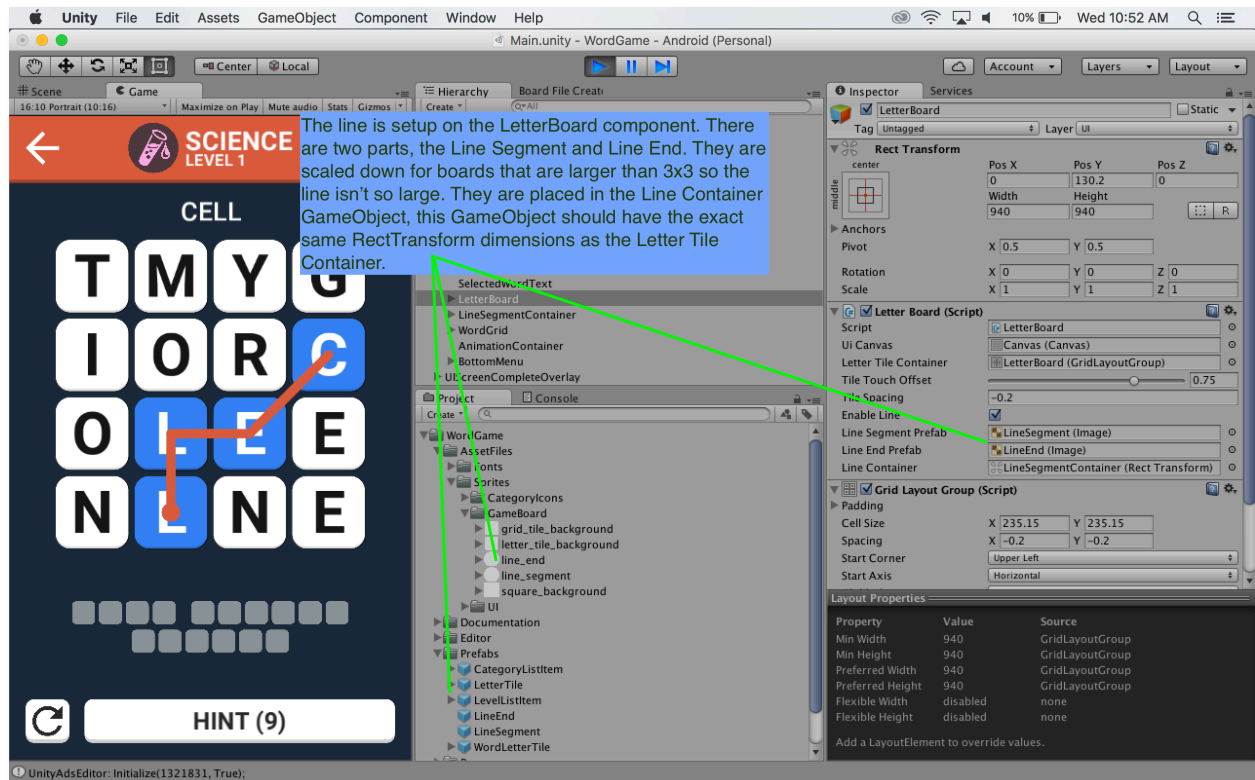 Unity File Edit Assets GameObject Component Window Help 10% Wed 10:52 AM
Main.unity - WordGame - Android (Personal)
Center Local Account Layers Layout
Scene Game
16:10 Portrait (10:16) Maximize on Play Mute audio Stats Gizmos
SCIENCE
LEVEL 1
CELL
T M Y G
I O R C
O L E E
N L N E
HINT (9)
Hierarchy Board File Creati
Create All
The line is setup on the LetterBoard component. There
are two parts, the Line Segment and Line End. They are
scaled down for boards that are larger than 3x3 so the
line isn't so large. They are placed in the Line Container
GameObject, this GameObject should have the exact
same RectTransform dimensions as the Letter Tile
Container.
SelectedWordText
LetterBoard
LineSegmentContainer
WordGrid
AnimationContainer
BottomMenu
UIScreenCompleteOverlay
Project Console
Create
WordGame
AssetFiles
Fonts
Sprites
CategoryIcons
GameBoard
grid_tile_background
letter_tile_background
line_end
line_segment
square_background
UI
Documentation
Editor
Prefabs
CategoryListItem
LetterTile
LevelListItem
LineEnd
LineSegment
WordLetterTile
Inspector Services
LetterBoard Static
Tag Untagged Layer UI
Rect Transform
center Pos X Pos Y Pos Z
middle 0 130.2 0
Width Height
940 940 R
Anchors
Pivot X 0.5 Y 0.5
Rotation X 0 Y 0 Z 0
Scale X 1 Y 1 Z 1
Letter Board (Script)
Script LetterBoard
Ui Canvas Canvas (Canvas)
Letter Tile Container LetterBoard (GridLayoutGroup)
Tile Touch Offset 0.75
Tile Spacing -0.2
Enable Line
Line Segment Prefab LineSegment (Image)
Line End Prefab LineEnd (Image)
Line Container LineSegmentContainer (Rect Transform)
Grid Layout Group (Script)
Padding
Cell Size X 235.15 Y 235.15
Spacing X -0.2 Y -0.2
Start Corner Upper Left
Start Axis Horizontal
Layout Properties
Property Value Source
Min Width 940 GridLayoutGroup
Min Height 940 GridLayoutGroup
Preferred Width 940 GridLayoutGroup
Preferred Height 940 GridLayoutGroup
Flexible Width disabled none
Flexible Height disabled none
Add a LayoutElement to override values.
UnityAdsEditor: Initialize(1321831, True);